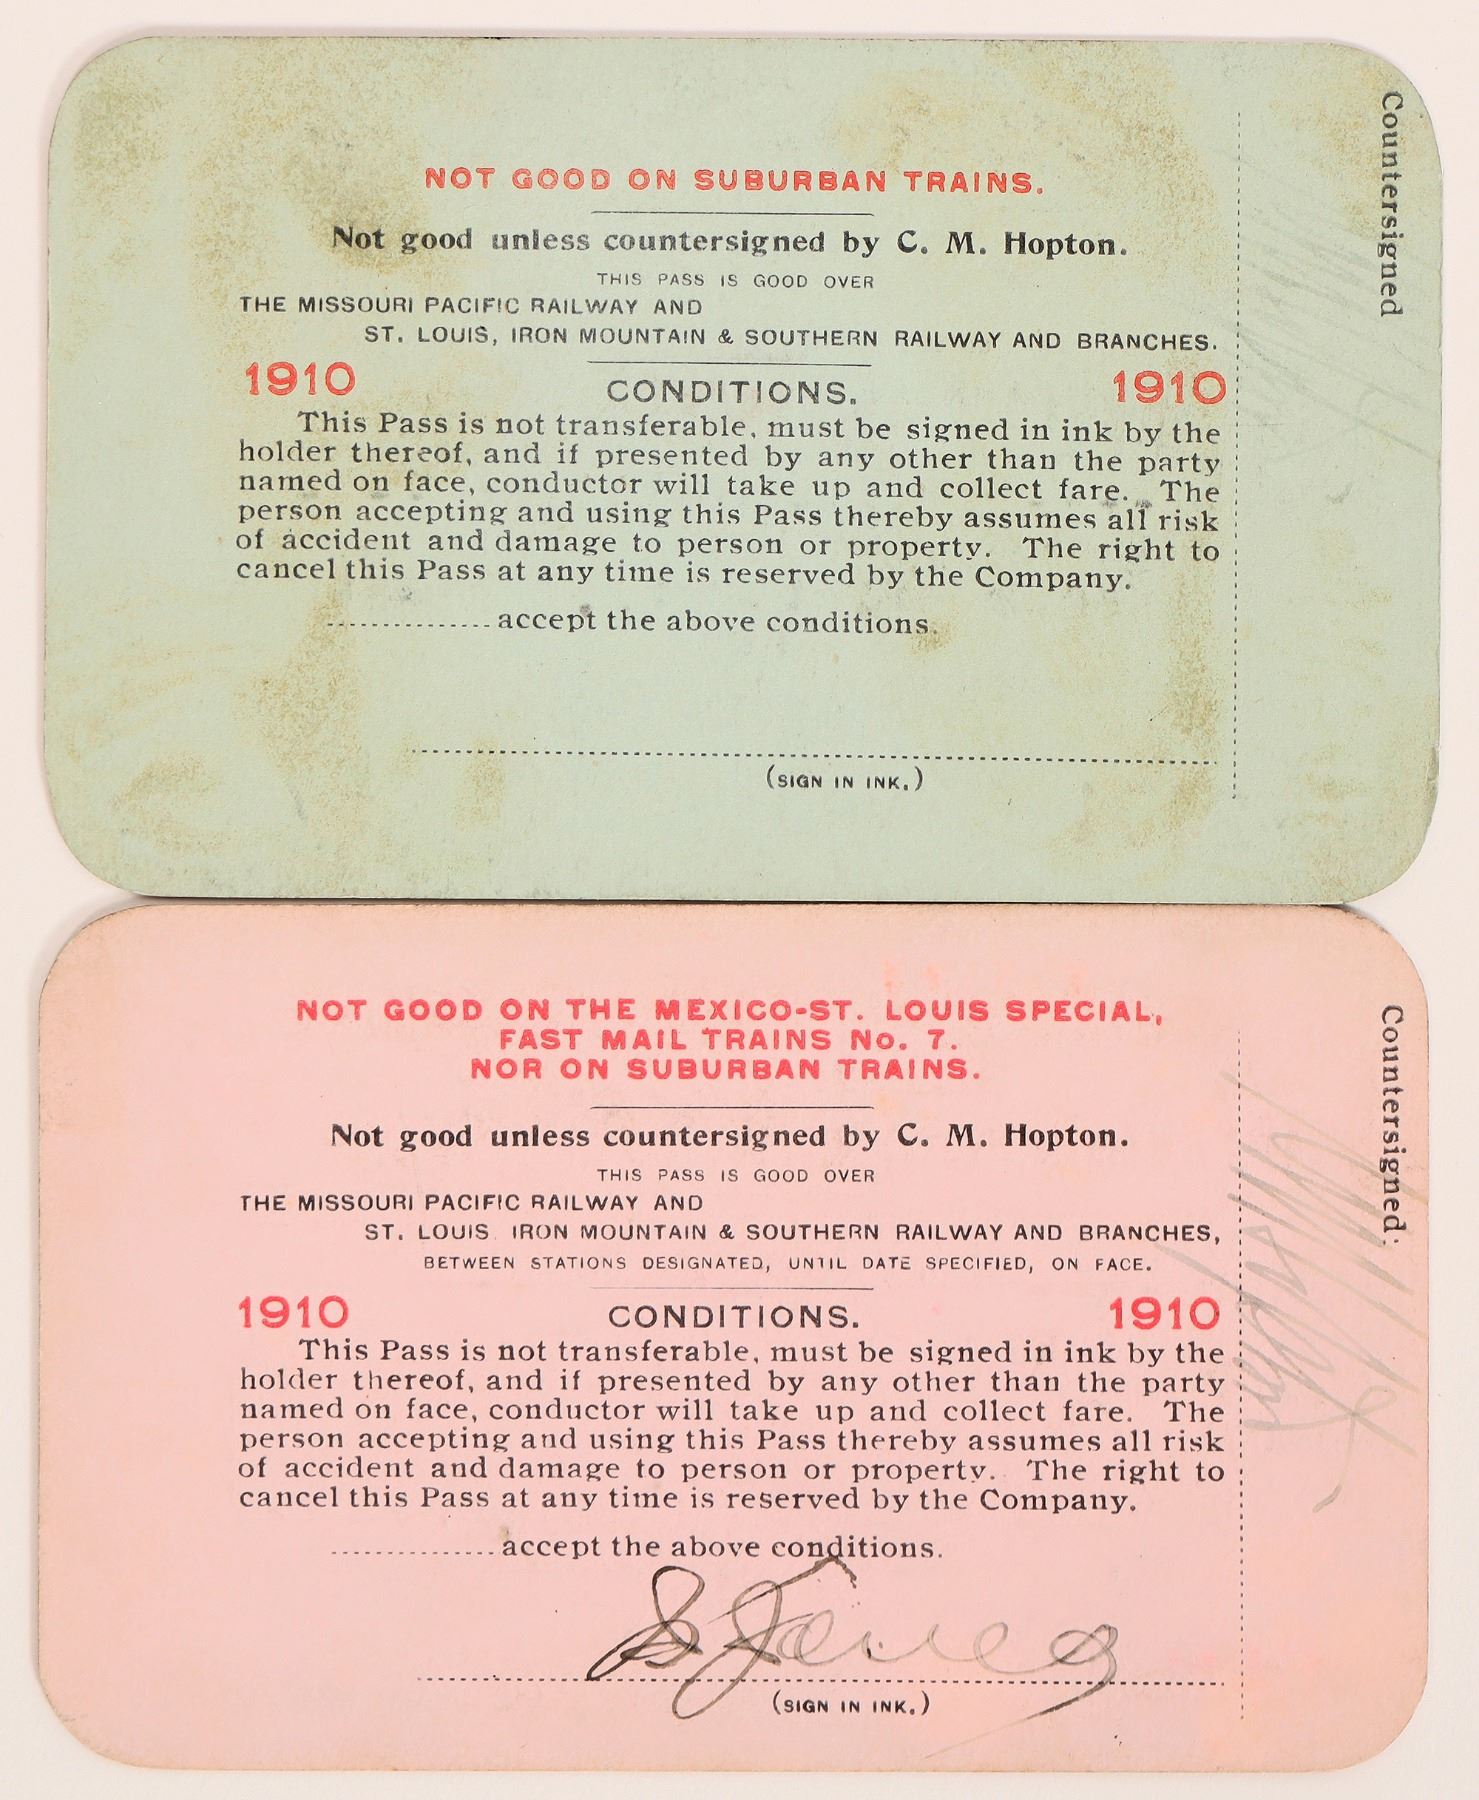 NOT GOOD ON SUBURBAN TRAINS.
Not good unless countersigned by C. M. Hopton.
THIS PASS IS GOOD OVER
THE MISSOURI PACIFIC RAILWAY AND
ST. LOUIS, IRON MOUNTAIN & SOUTHERN RAILWAY AND BRANCHES.
1910 CONDITIONS. 1910
This Pass is not transferable, must be signed in ink by the
holder thereof, and if presented by any other than the party
named on face, conductor will take up and collect fare. The
person accepting and using this Pass thereby assumes all risk
of accident and damage to person or property. The right to
cancel this Pass at any time is reserved by the Company.
...............accept the above conditions.
(SIGN IN INK.)
Countersigned
NOT GOOD ON THE MEXICO-ST. LOUIS SPECIAL,
FAST MAIL TRAINS No. 7.
NOR ON SUBURBAN TRAINS.
Not good unless countersigned by C. M. Hopton.
THIS PASS IS GOOD OVER
THE MISSOURI PACIFIC RAILWAY AND
ST. LOUIS IRON MOUNTAIN & SOUTHERN RAILWAY AND BRANCHES,
BETWEEN STATIONS DESIGNATED, UNTIL DATE SPECIFIED, ON FACE.
1910 CONDITIONS. 1910
This Pass is not transferable, must be signed in ink by the
holder thereof, and if presented by any other than the party
named on face, conductor will take up and collect fare. The
person accepting and using this Pass thereby assumes all risk
of accident and damage to person or property. The right to
cancel this Pass at any time is reserved by the Company.
...............accept the above conditions.
(SIGN IN INK.)
Countersigned: